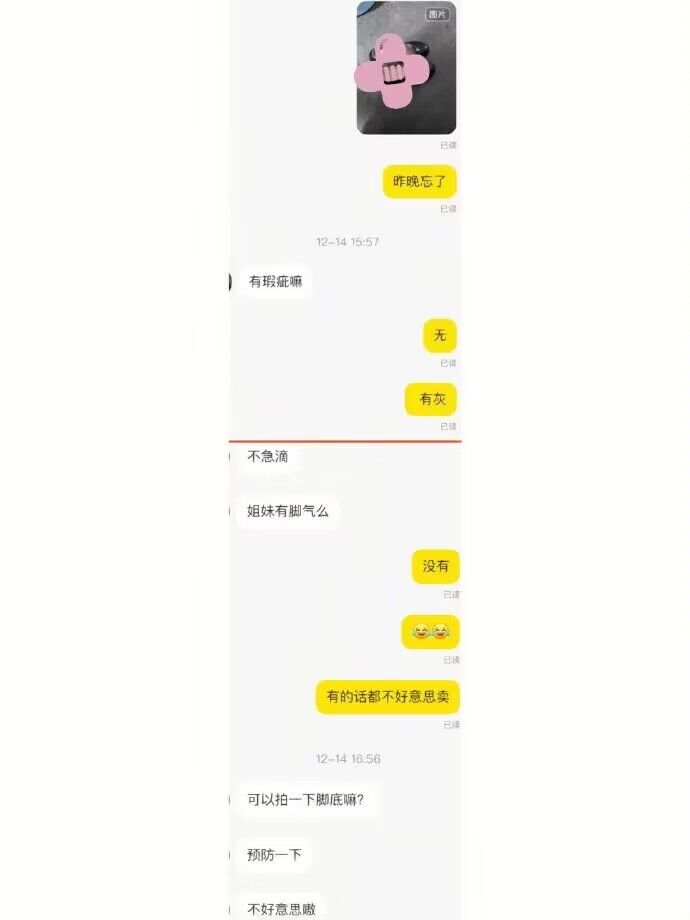 图片
已读
昨晚忘了
已读
12-14 15:57
有瑕疵嘛
无
已读
有灰
已读
不急滴
姐妹有脚气么
没有
已读
😂😂
已读
有的话都不好意思卖
已读
12-14 16:56
可以拍一下脚底嘛?
预防一下
不好意思嗷